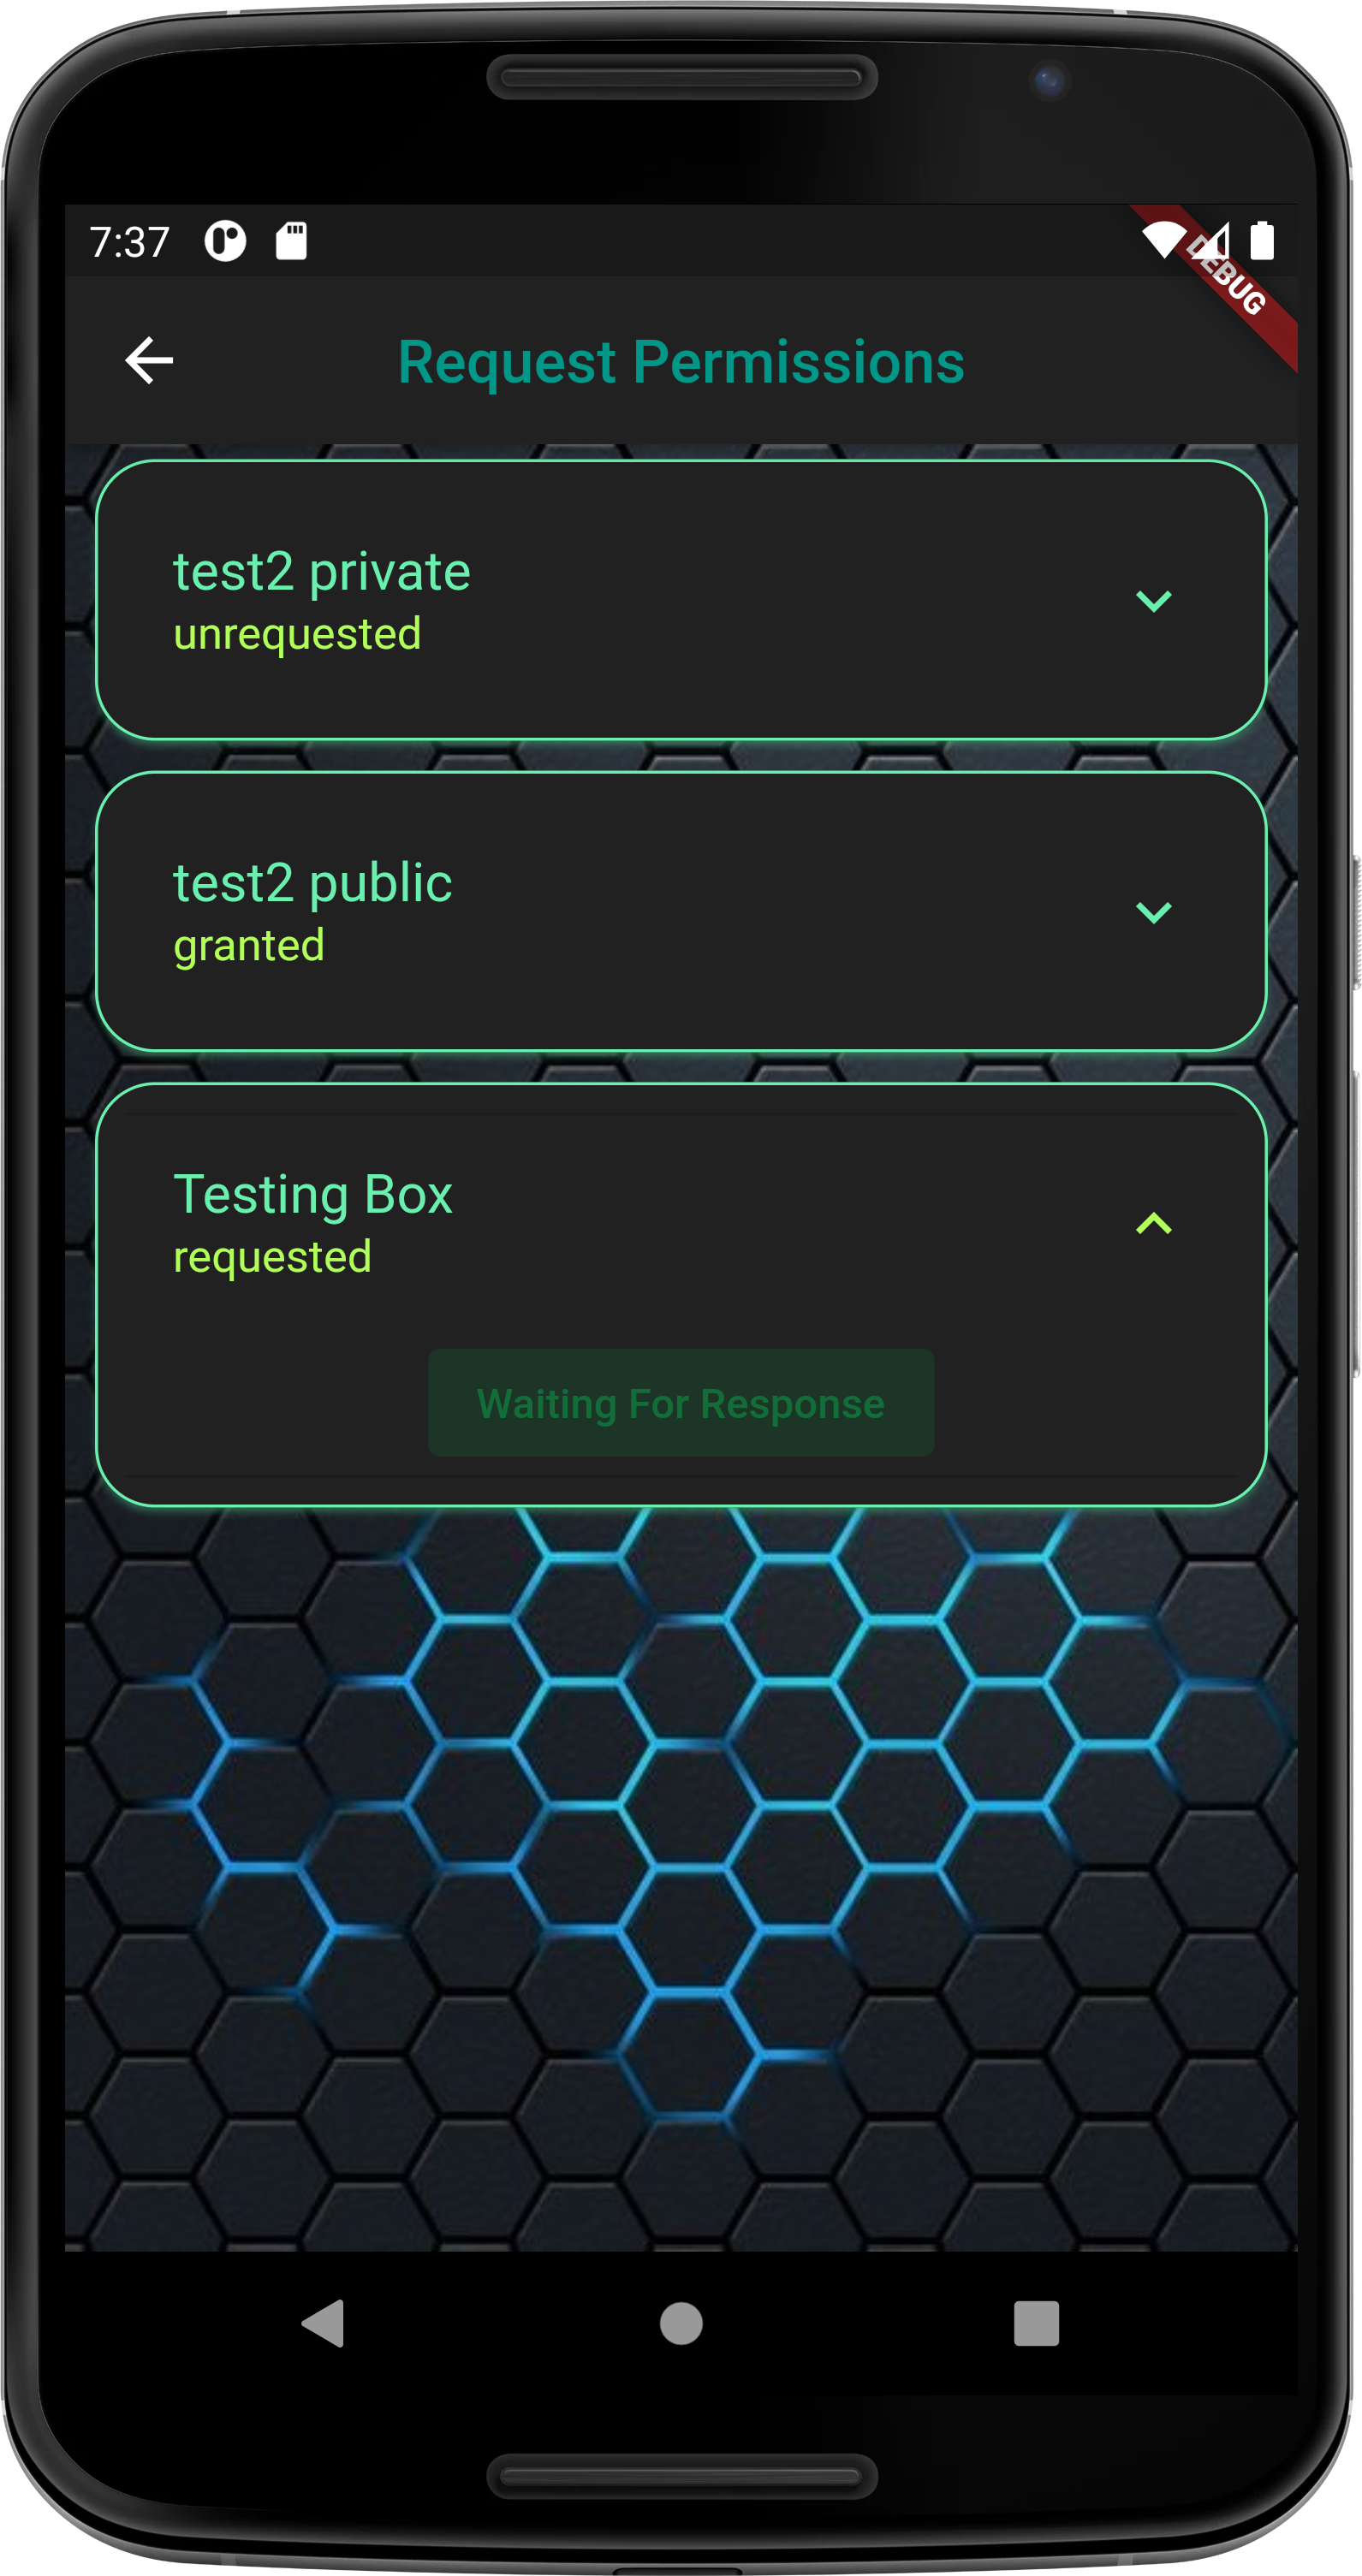 7:37
DEBUG
Request Permissions
test2 private
unrequested
test2 public
granted
Testing Box
requested
Waiting For Response